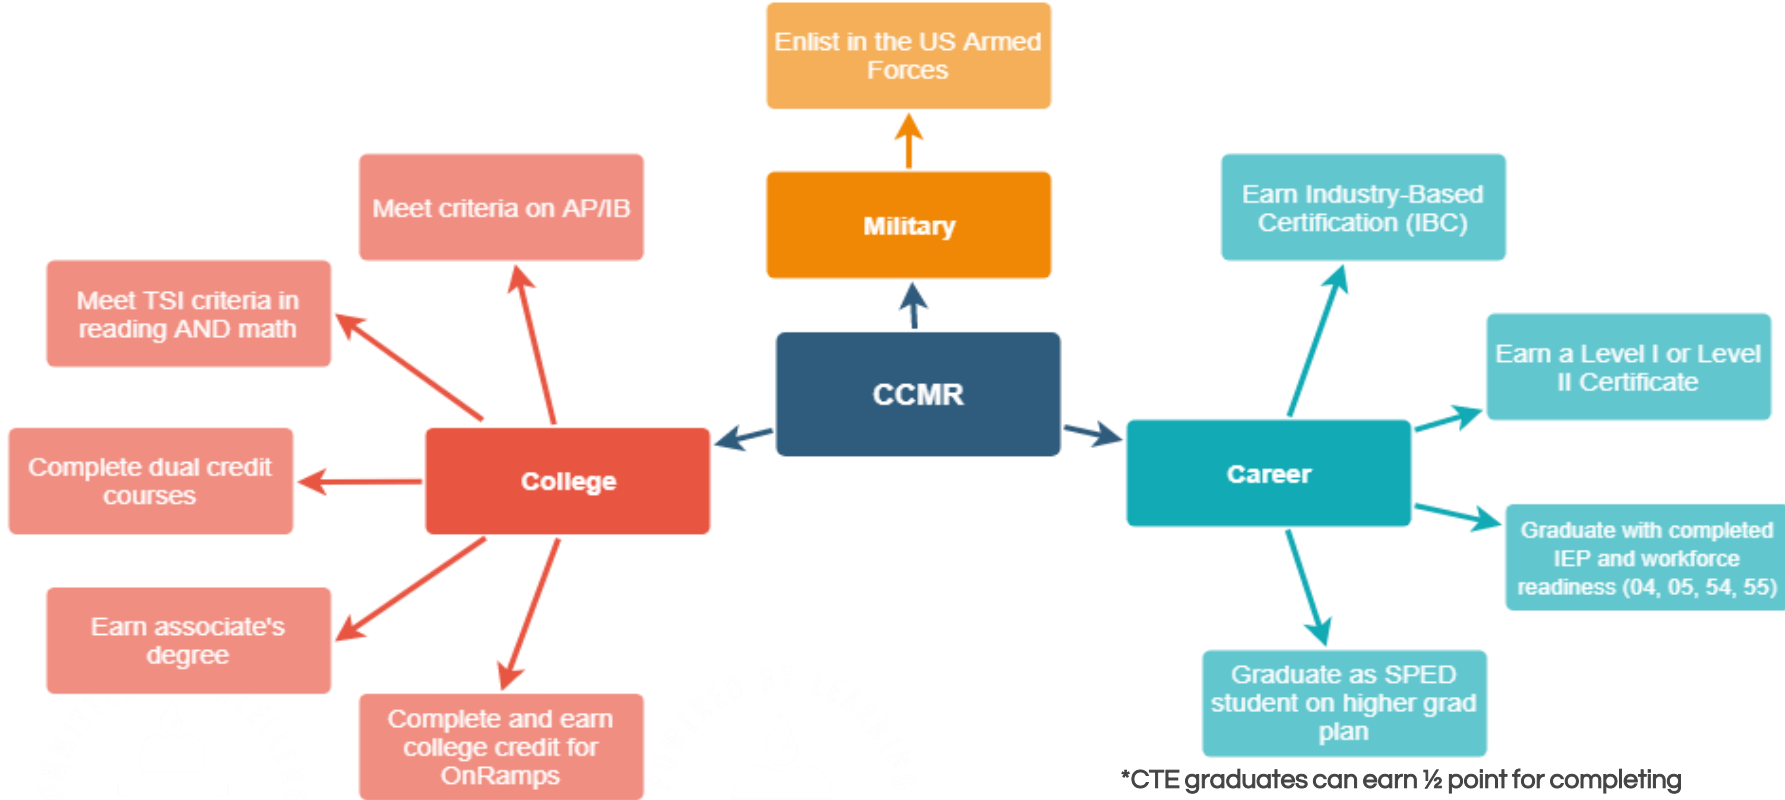 Enlist in the US Armed
Forces
Meet criteria on AP/IB
Military
Earn Industry-Based
Certification (IBC)
Meet TSI criteria in
reading AND math
CCMR
Earn a Level I or Level
II Certificate
Complete dual credit
courses
College
Career
Graduate with completed
IEP and workforce
readiness (04, 05, 54, 55)
Earn associate's
degree
Graduate as SPED
student on higher grad
plan
Complete and earn
college credit for
OnRamps
*CTE graduates can earn ½ point for completing